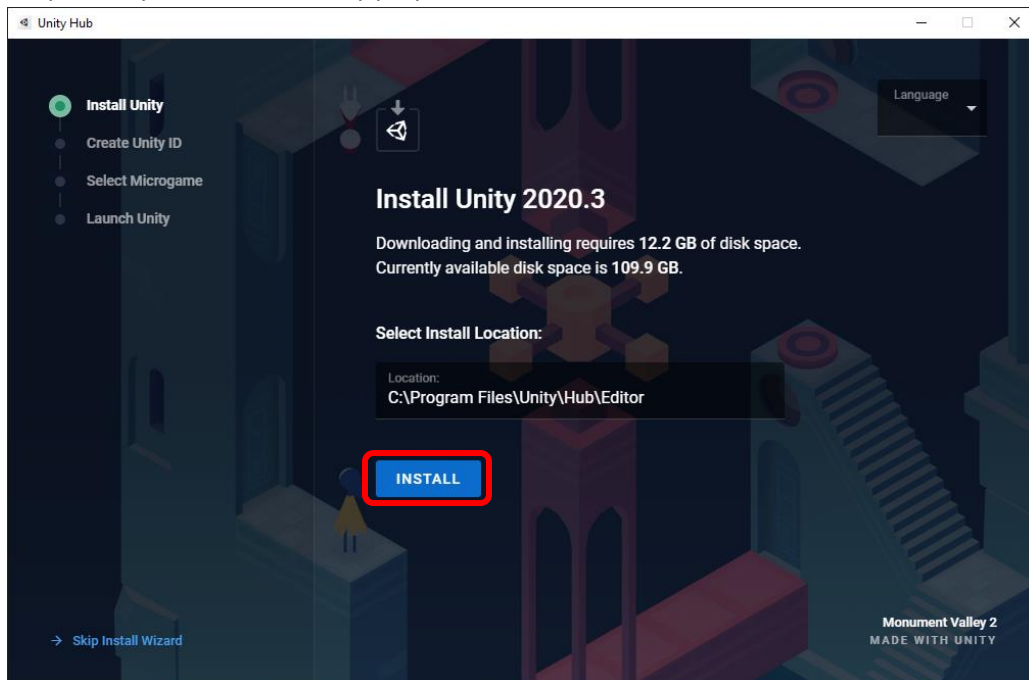 Unity Hub
Install Unity
Create Unity ID
Select Microgame
Launch Unity
Language
Install Unity 2020.3
Downloading and installing requires 12.2 GB of disk space.
Currently available disk space is 109.9 GB.
Select Install Location:
Location:
C:\Program Files\Unity\Hub\Editor
INSTALL
Skip Install Wizard
Monument Valley 2
MADE WITH UNITY